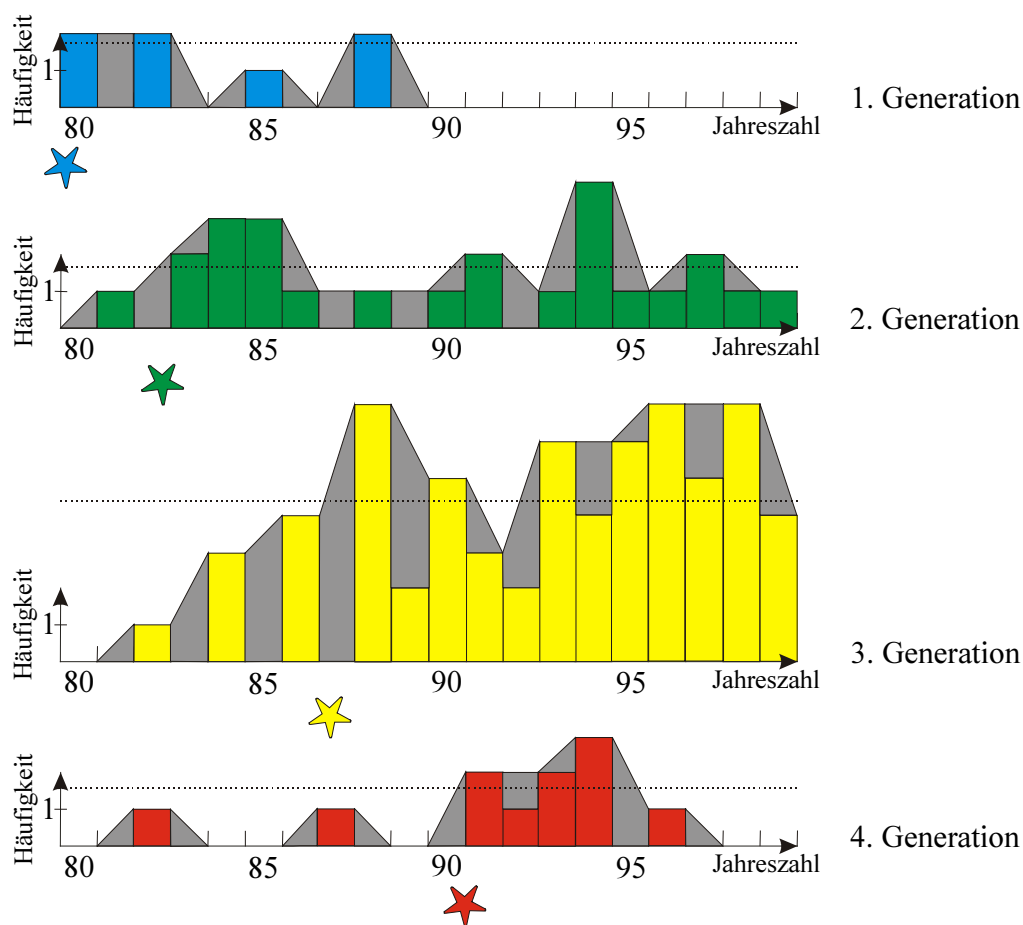 Häufigkeit
1
80 85 90 95 Jahreszahl
1. Generation
Häufigkeit
1
80 85 90 95 Jahreszahl
2. Generation
Häufigkeit
1
80 85 90 95 Jahreszahl
3. Generation
Häufigkeit
1
80 85 90 95 Jahreszahl
4. Generation